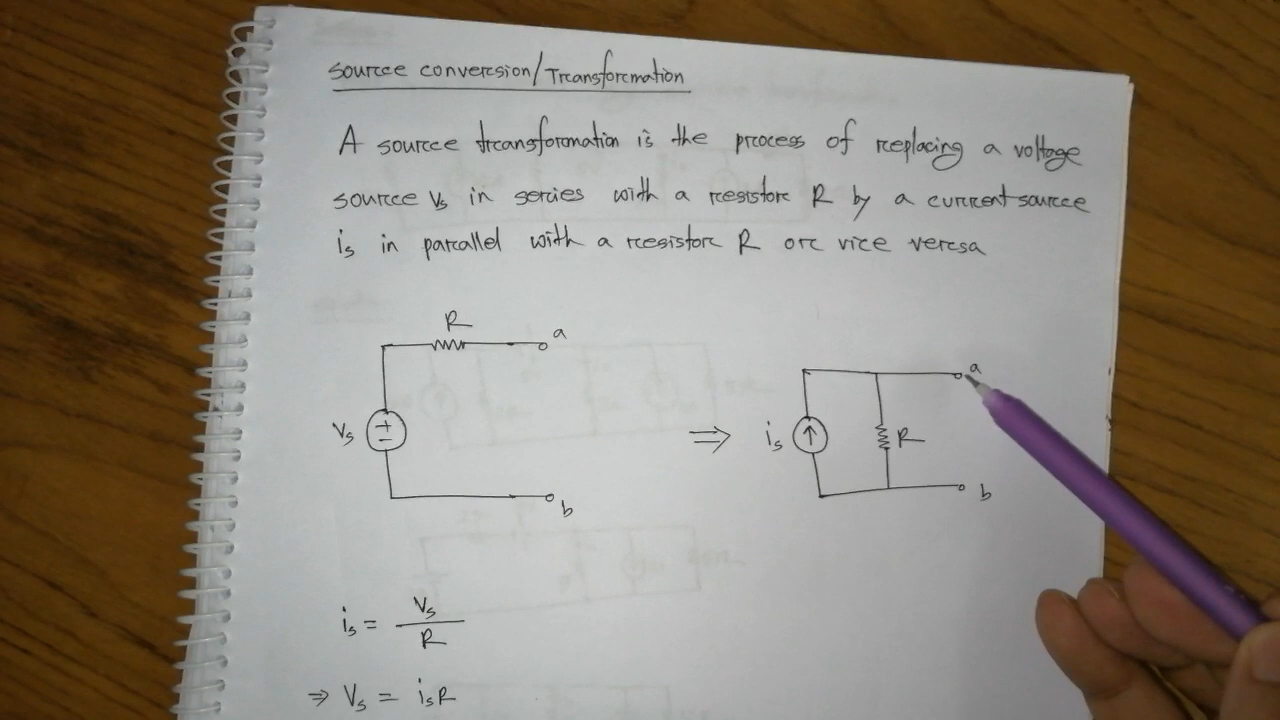 source conversion/Transformation
A source transformation is the process of replacing a voltage
source Vs in series with a resistor R by a current source
is in parallel with a resistor R or vice versa
R
a
Vs
+
−
b
⇒
a
is
↑
R
b
is = Vs / R
⇒ Vs = isR